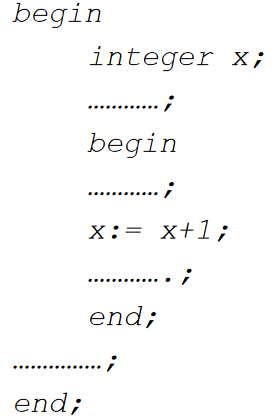 begin
integer x;
…………;
begin
…………;
x:= x+1;
………….;
end;
……………;
end;